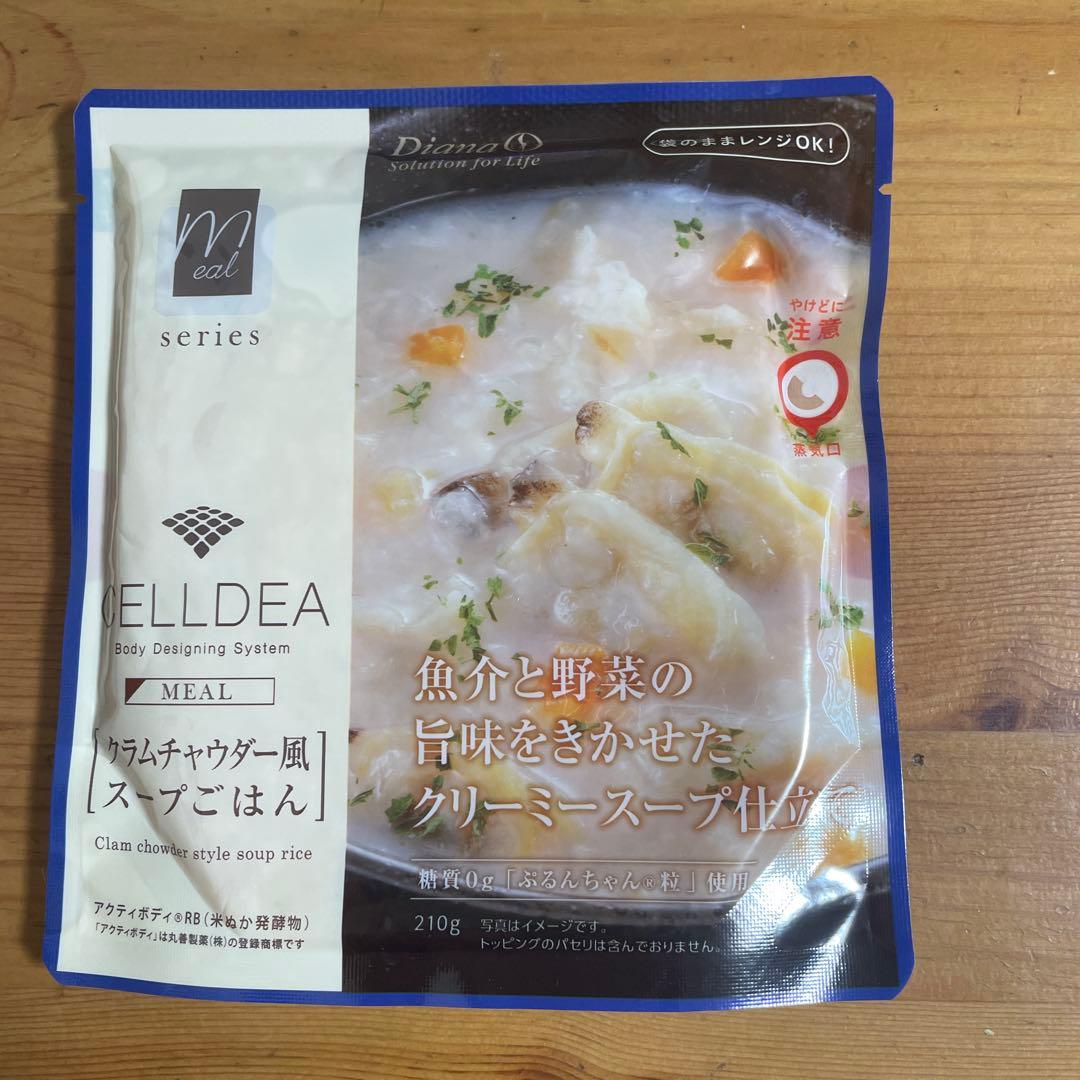 Meal
series
CELLDEA
Body Designing System
MEAL
クラムチャウダー風
スープごはん
Clam chowder style soup rice
アクティボディ®RB(米ぬか発酵物)
「アクティボディ」は丸善製薬(株)の登録商標です
Diana
Solution for Life
袋のままレンジOK!
やけどに
注意
蒸気口
魚介と野菜の
旨味をきかせた
クリーミースープ仕立て
糖質0g「ぷるんちゃん®粒」使用
210g
写真はイメージです。
トッピングのパセリは含んでおりません。